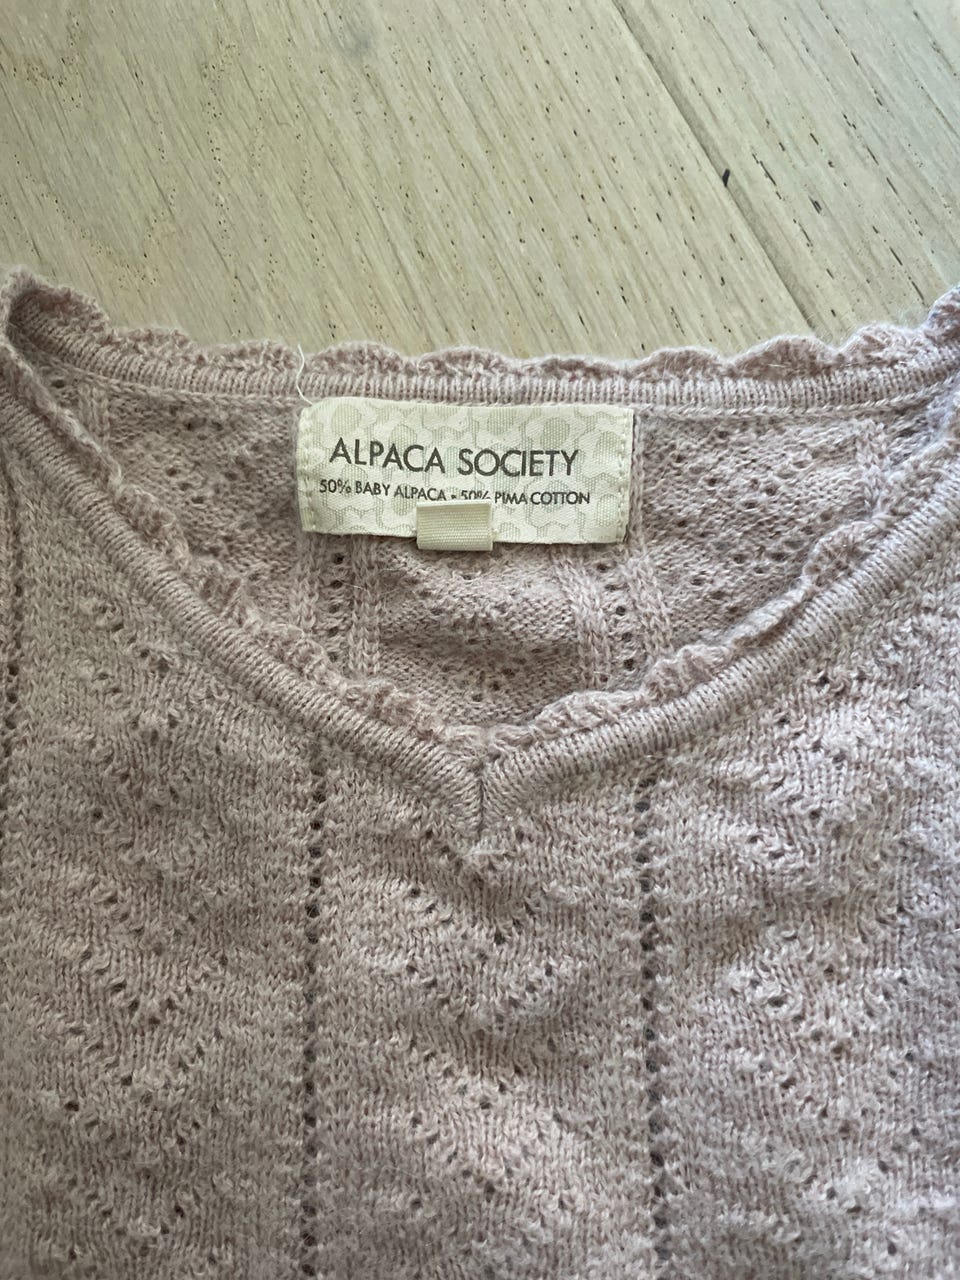 ALPACA SOCIETY
50% BABY ALPACA - 50% PIMA COTTON